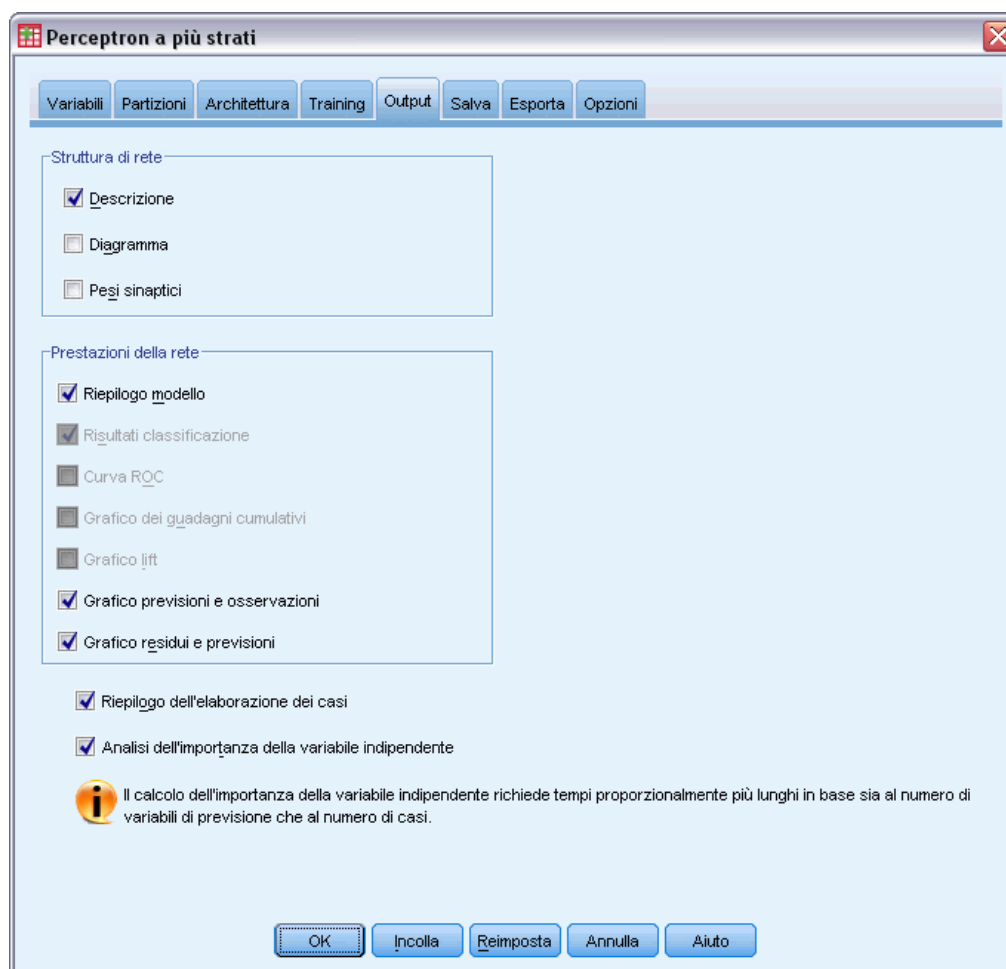 Perceptron a più strati
Variabili Partizioni Architettura Training Output Salva Esporta Opzioni
Struttura di rete
Descrizione
Diagramma
Pesi sinaptici
Prestazioni della rete
Riepilogo modello
Risultati classificazione
Curva ROC
Grafico dei guadagni cumulativi
Grafico lift
Grafico previsioni e osservazioni
Grafico residui e previsioni
Riepilogo dell'elaborazione dei casi
Analisi dell'importanza della variabile indipendente
Il calcolo dell'importanza della variabile indipendente richiede tempi proporzionalmente più lunghi in base sia al numero di
variabili di previsione che al numero di casi.
OK Incolla Reimposta Annulla Aiuto